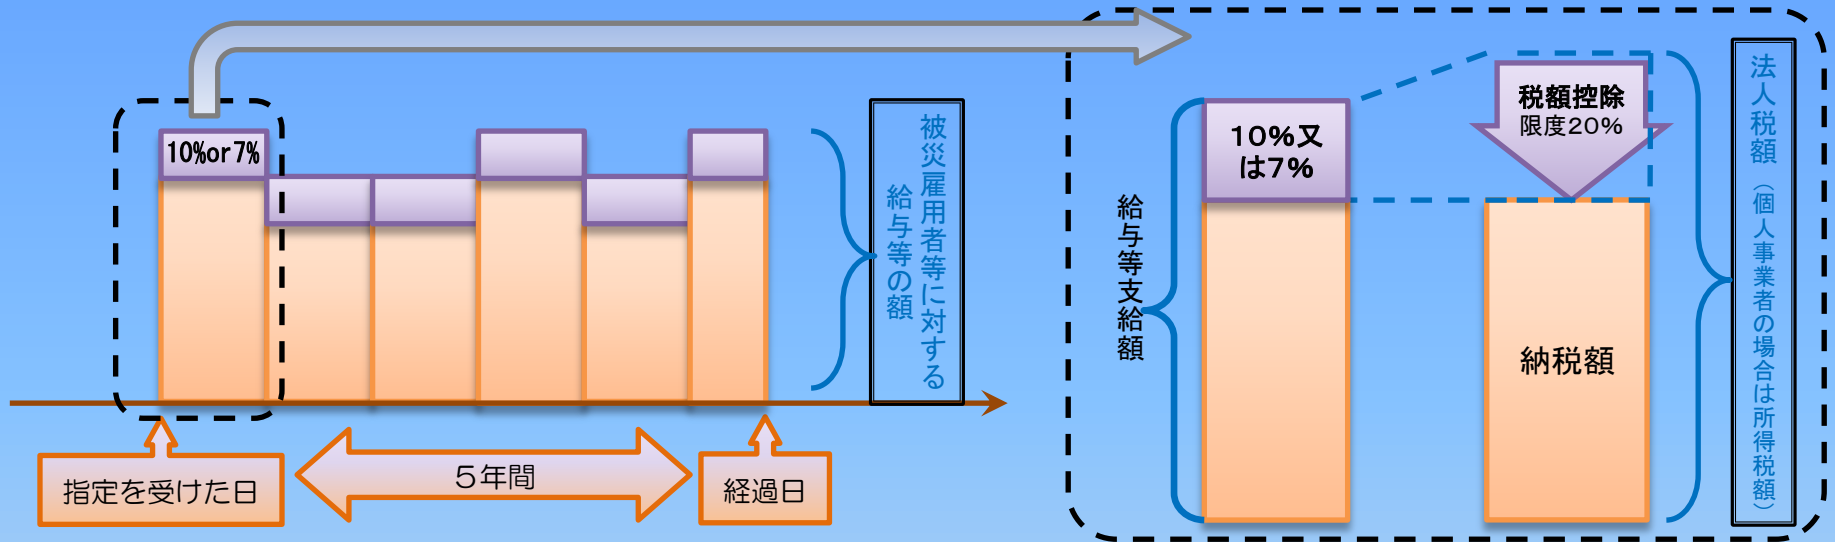 10%or7%
被災雇用者等に対する
給与等の額
指定を受けた日
５年間
経過日
給与等支給額
10%又
は7%
税額控除
限度20%
納税額
法人税額（個人事業者の場合は所得税額）